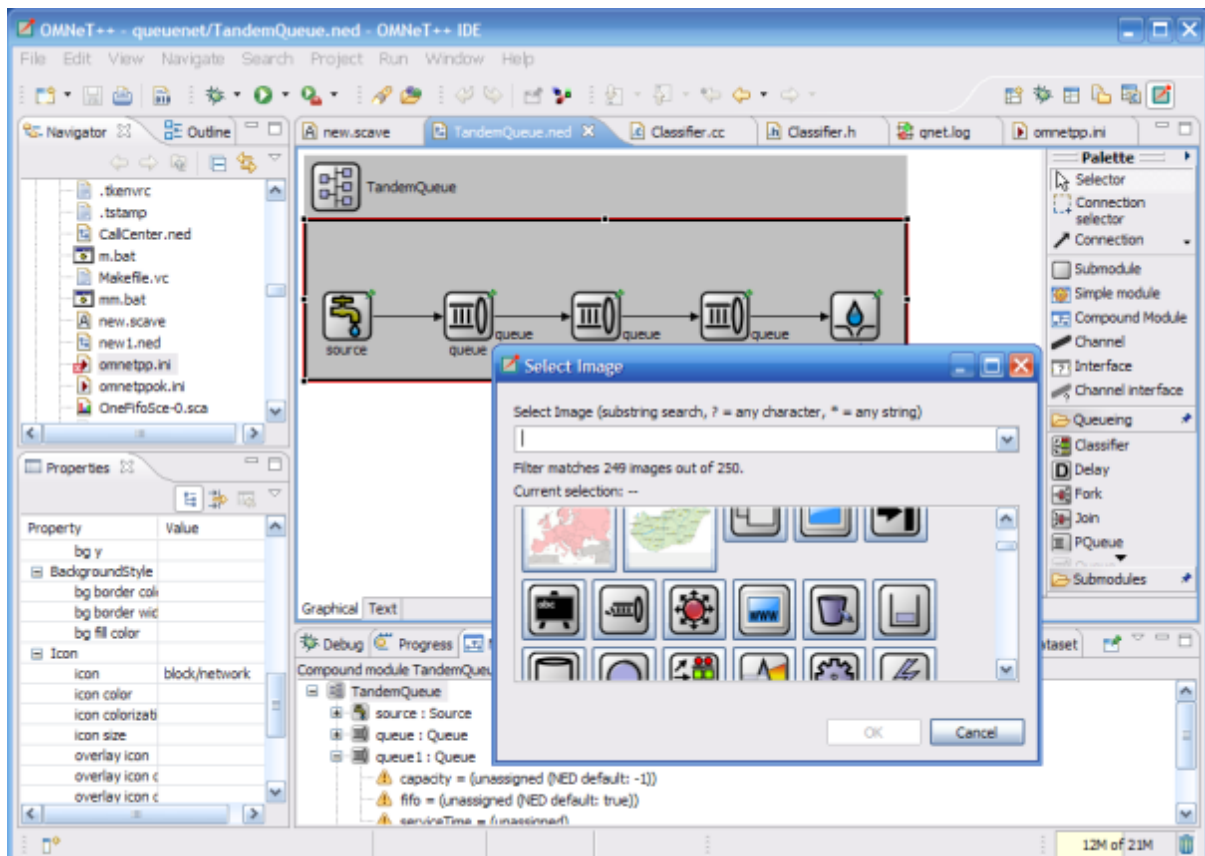 OMNeT++ - queuenet/TandemQueue.ned - OMNeT++ IDE
File Edit View Navigate Search Project Run Window Help
Navigator Outline
.tkenvrc
.tstamp
CallCenter.ned
m.bat
Makefile.vc
mm.bat
new.scave
new1.ned
omnetpp.ini
omnetppok.ini
OneFifoSce-0.sca
Properties
Property Value
bg y
BackgroundStyle
bg border col
bg border wid
bg fill color
Icon
icon block/network
icon color
icon colorizati
icon size
overlay icon
overlay icon c
overlay icon c
new.scave TandemQueue.ned Classifier.cc Classifier.h qnet.log omnetpp.ini
TandemQueue
source
queue
queue
queue
queue
Graphical Text
Palette
Selector
Connection selector
Connection
Submodule
Simple module
Compound Module
Channel
Interface
Channel interface
Queueing
Classifier
Delay
Fork
Join
PQueue
Submodules
Select Image
Select Image (substring search, ? = any character, * = any string)
Filter matches 249 images out of 250.
Current selection: --
abc
www
OK Cancel
Debug Progress
ataset
Compound module TandemQueu
TandemQueue
source : Source
queue : Queue
queue1 : Queue
capacity = (unassigned (NED default: -1))
fifo = (unassigned (NED default: true))
serviceTime = (unassigned)
12M of 21M